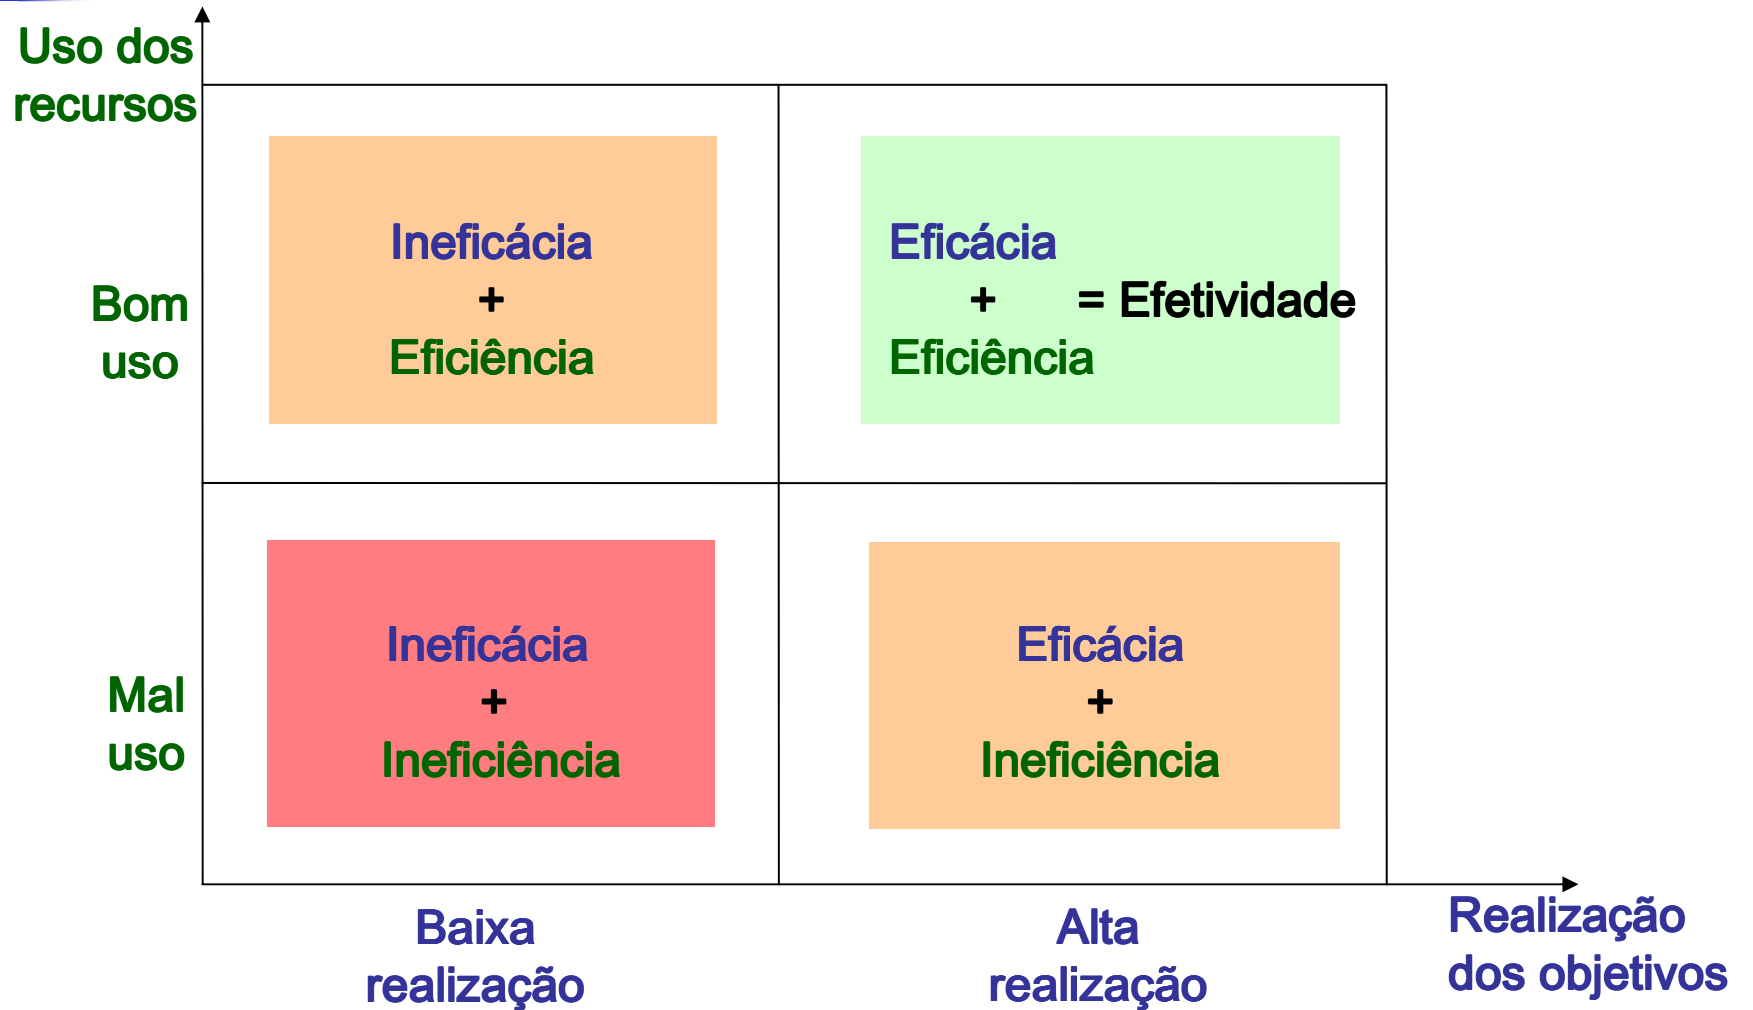 Uso dos
recursos
Ineficácia
+
Eficiência
Eficácia
+ = Efetividade
Eficiência
Bom
uso
Ineficácia
+
Ineficiência
Eficácia
+
Ineficiência
Mal
uso
Baixa
realização
Alta
realização
Realização
dos objetivos